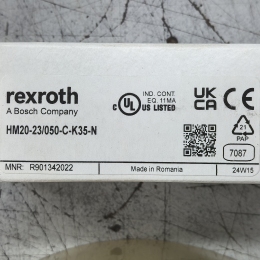 rexroth
A Bosch Company
HM20-23/050-C-K35-N
MNR: R901342022
c UL US LISTED
IND. CONT. EQ. 11MA
UK CA
CE
21
PAP
7087
Made in Romania
24W15